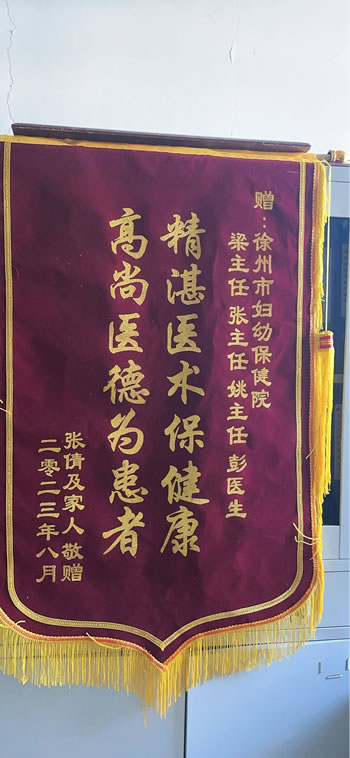 赠：徐州市妇幼保健院
梁主任 张主任 姚主任 彭医生
精湛医术保健康
高尚医德为患者
张倩及家人 敬赠
二零二三年八月